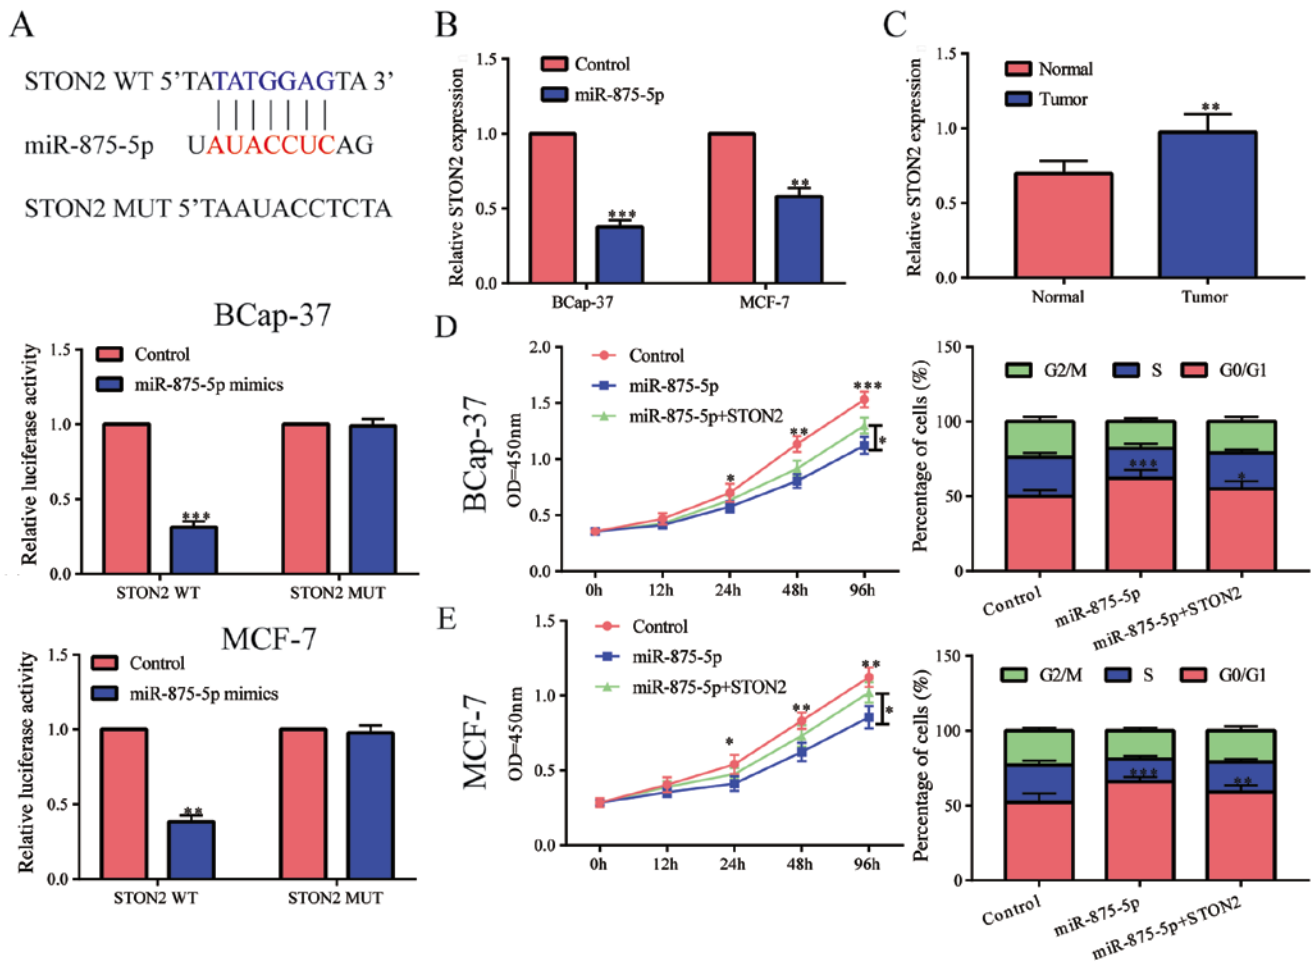 A
STON2 WT 5’TATATGGAGTA 3’
miR-875-5p UAUACCUCAG
STON2 MUT 5’TAAUACCTCTA
BCap-37
Relative luciferase activity
1.5
1.0
0.5
0.0
Control
miR-875-5p mimics
***
STON2 WT STON2 MUT
MCF-7
Relative luciferase activity
1.5
1.0
0.5
0.0
Control
miR-875-5p mimics
**
STON2 WT STON2 MUT
B
Relative STON2 expression
1.5
1.0
0.5
0.0
Control
miR-875-5p
***
**
BCap-37 MCF-7
C
Relative STON2 expression
1.5
1.0
0.5
0.0
Normal
Tumor
**
Normal Tumor
D
BCap-37
OD=450nm
2.0
1.5
1.0
0.5
0.0
Control
miR-875-5p
miR-875-5p+STON2
*
**
***
*
0h 12h 24h 48h 96h
Percentage of cells (%)
150
100
50
0
G2/M S G0/G1
***
*
Control
miR-875-5p
miR-875-5p+STON2
E
MCF-7
OD=450nm
1.5
1.0
0.5
0.0
Control
miR-875-5p
miR-875-5p+STON2
*
**
**
*
0h 12h 24h 48h 96h
Percentage of cells (%)
150
100
50
0
G2/M S G0/G1
***
**
Control
miR-875-5p
miR-875-5p+STON2